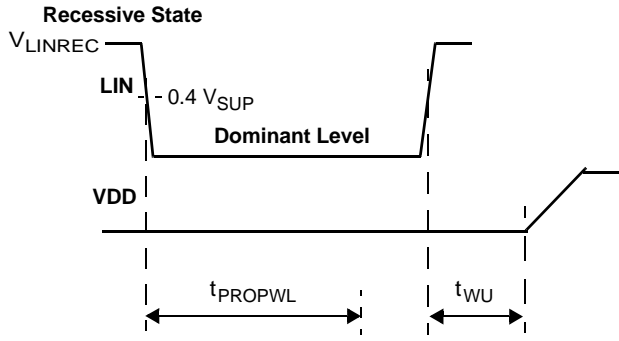 Recessive State
VLINREC
LIN
0.4 VSUP
Dominant Level
VDD
tPROPWL
tWU